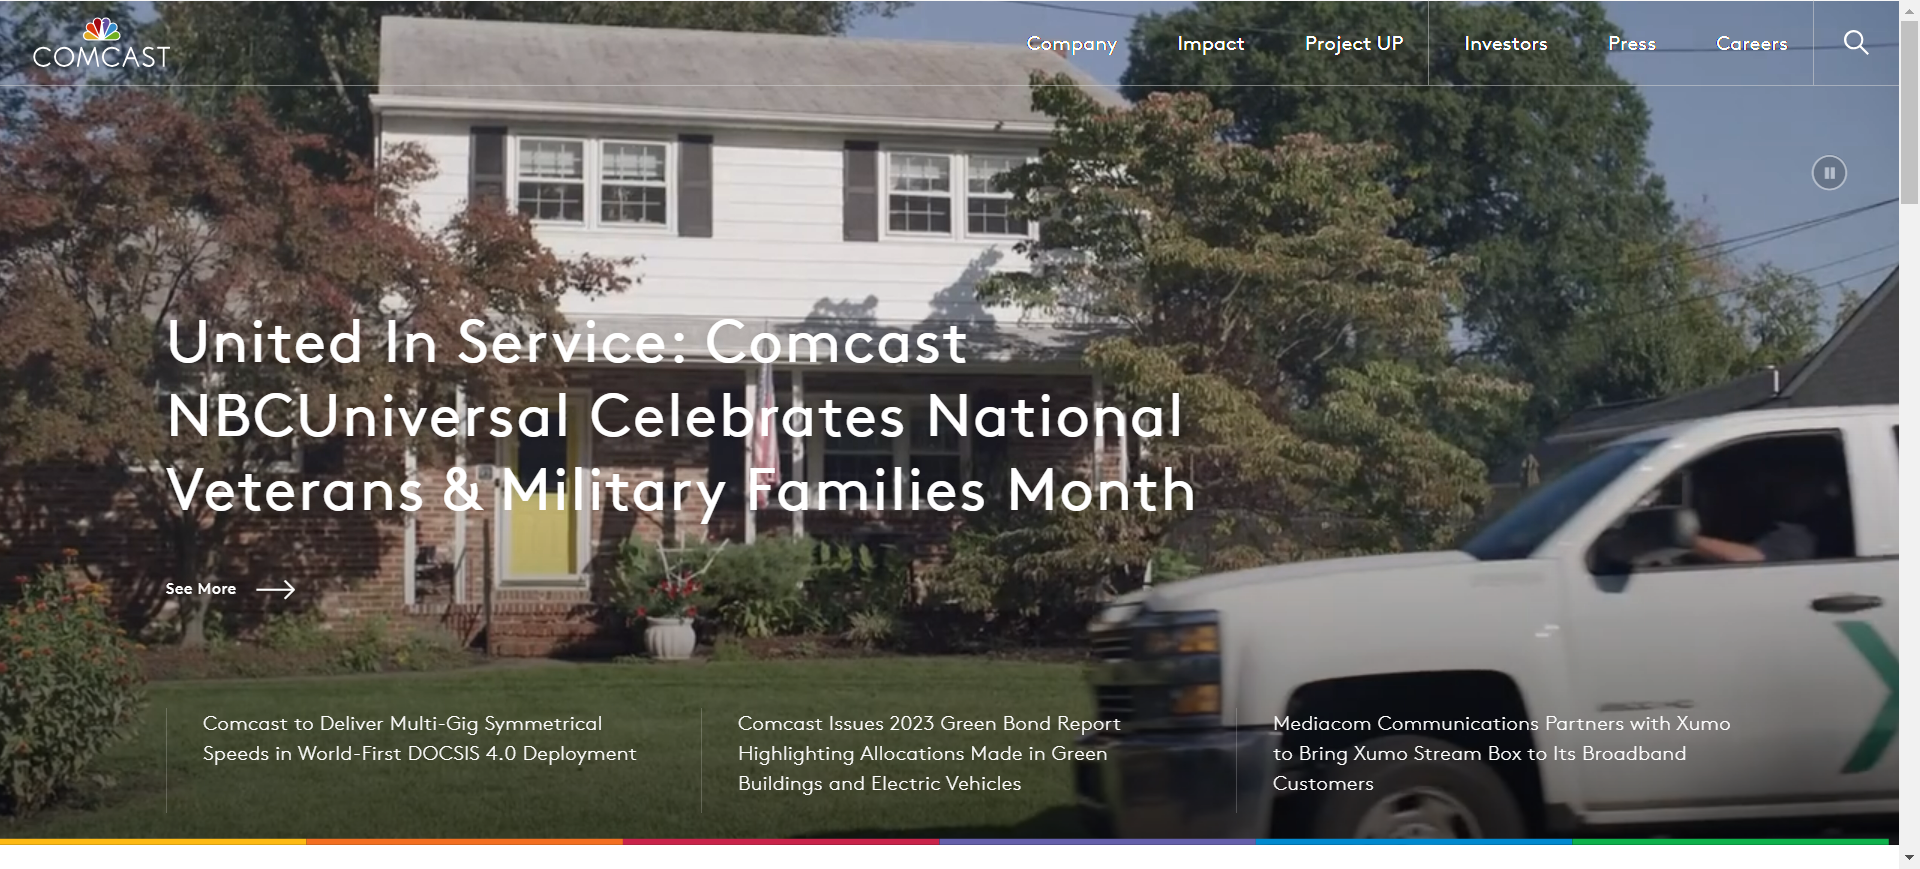 COMCAST
Company
Impact
Project UP
Investors
Press
Careers
United In Service: Comcast
NBCUniversal Celebrates National
Veterans & Military Families Month
See More
Comcast to Deliver Multi-Gig Symmetrical
Speeds in World-First DOCSIS 4.0 Deployment
Comcast Issues 2023 Green Bond Report
Highlighting Allocations Made in Green
Buildings and Electric Vehicles
Mediacom Communications Partners with Xumo
to Bring Xumo Stream Box to Its Broadband
Customers